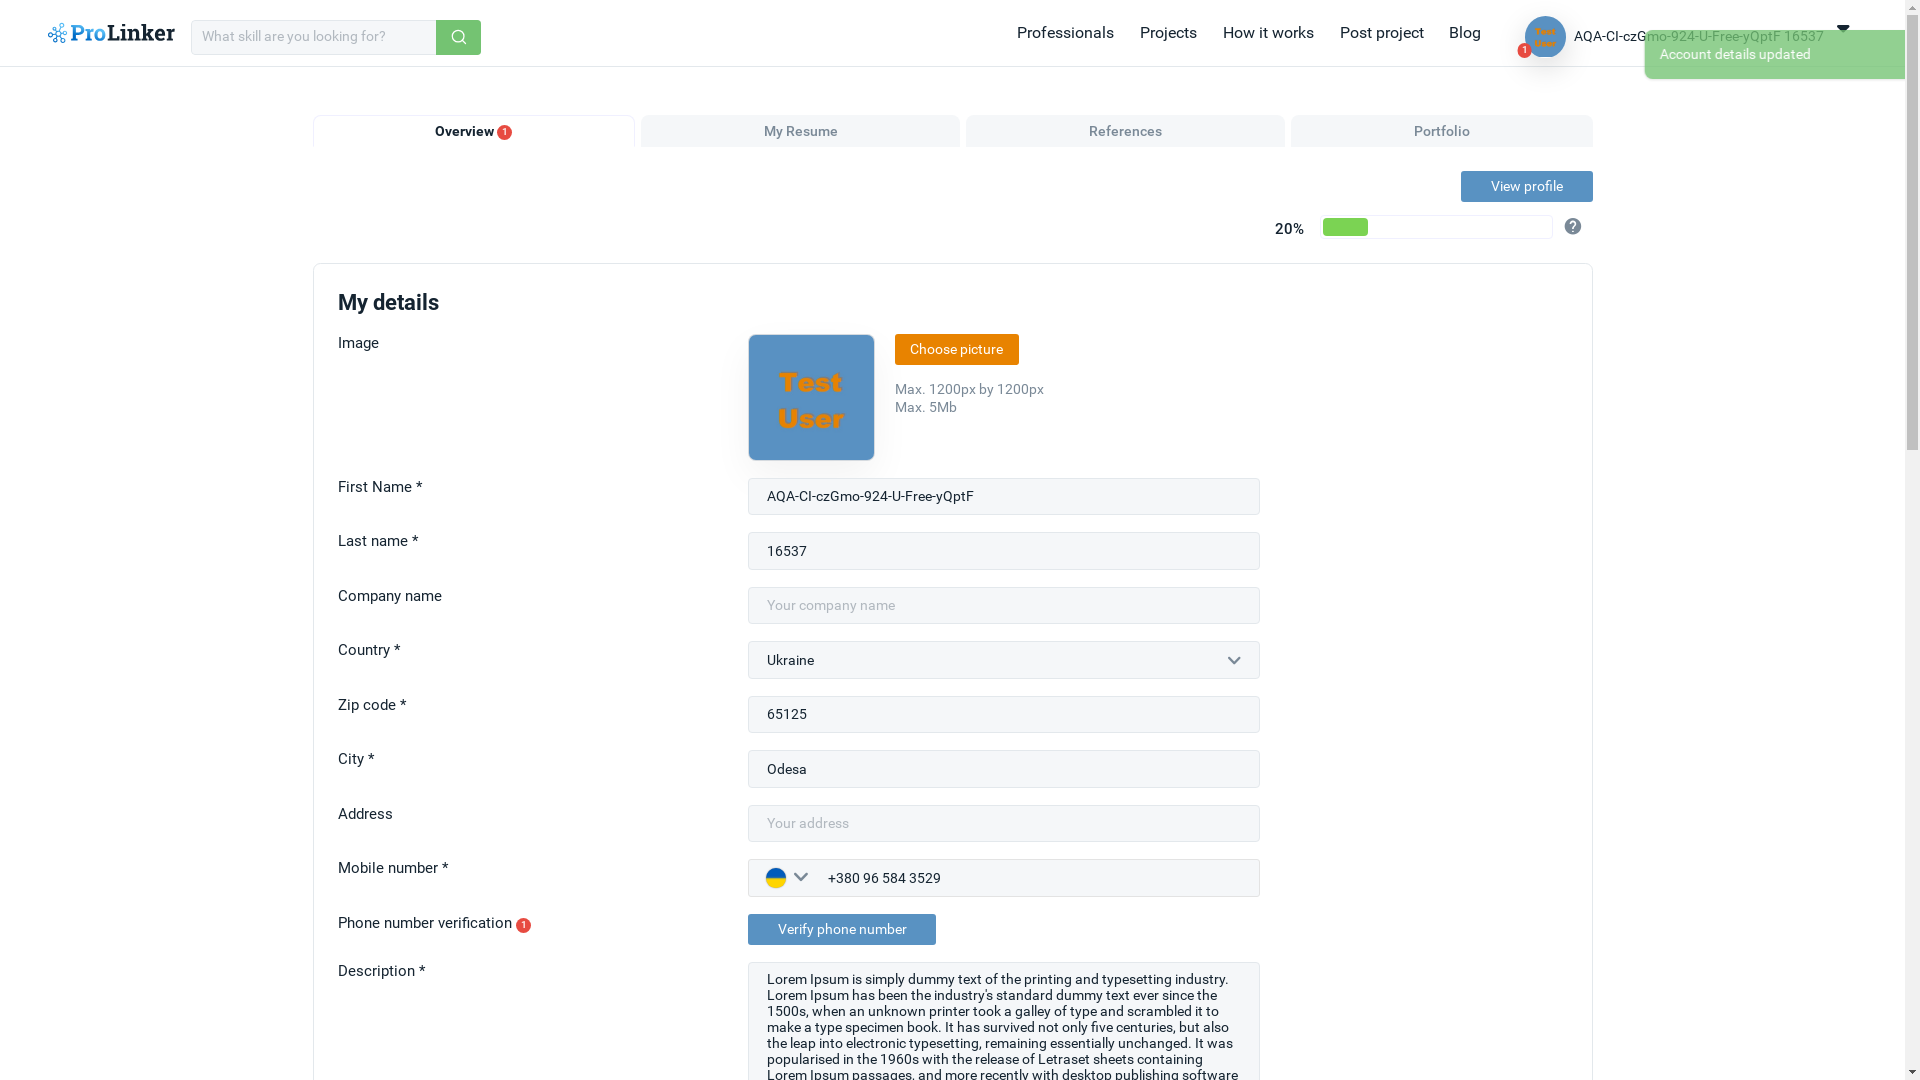 ProLinker
What skill are you looking for?
Professionals
Projects
How it works
Post project
Blog
Test
User
1
AQA-CI-czGmo-924-U-Free-yQptF 16537
Account details updated
Overview 1
My Resume
References
Portfolio
View profile
20%
?
My details
Image
Test
User
Choose picture
Max. 1200px by 1200px
Max. 5Mb
First Name *
AQA-CI-czGmo-924-U-Free-yQptF
Last name *
16537
Company name
Your company name
Country *
Ukraine
Zip code *
65125
City *
Odesa
Address
Your address
Mobile number *
+380 96 584 3529
Phone number verification 1
Verify phone number
Description *
Lorem Ipsum is simply dummy text of the printing and typesetting industry.
Lorem Ipsum has been the industry's standard dummy text ever since the
1500s, when an unknown printer took a galley of type and scrambled it to
make a type specimen book. It has survived not only five centuries, but also
the leap into electronic typesetting, remaining essentially unchanged. It was
popularised in the 1960s with the release of Letraset sheets containing
Lorem Ipsum passages, and more recently with desktop publishing software